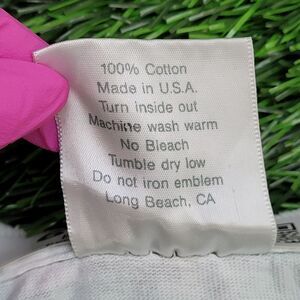 100% Cotton
Made in U.S.A.
Turn inside out
Machine wash warm
No Bleach
Tumble dry low
Do not iron emblem
Long Beach, CA